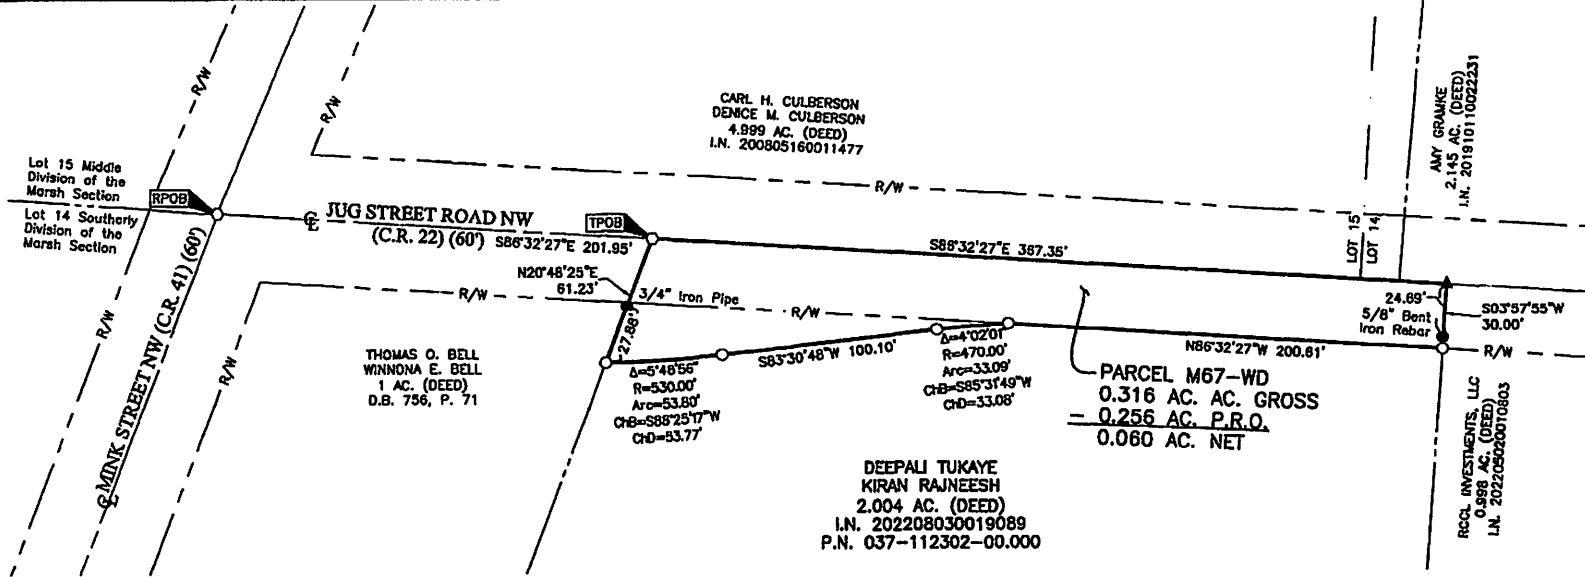 R/W
R/W
CARL H. CULBERSON
DENICE M. CULBERSON
4.999 AC. (DEED)
I.N. 200805160011477
AMY GRAMKE
2.145 AC. (DEED)
I.N. 201910110022231
Lot 15 Middle
Division of the
Marsh Section
RPOB
Lot 14 Southerly
Division of the
Marsh Section
R/W
JUG STREET ROAD NW
(C.R. 22) (60')
TPOB
S86°32'27"E 201.95'
S86°32'27"E 387.35'
LOT 15
LOT 14
N20°48'25"E
61.23'
3/4" Iron Pipe
R/W
R/W
24.69'
5/8" Bent
Iron Rebar
S03°57'55"W
30.00'
R/W
27.88'
MINK STREET NW (C.R. 41) (60')
R/W
R/W
THOMAS O. BELL
WINNONA E. BELL
1 AC. (DEED)
D.B. 756, P. 71
Δ=5°48'56"
R=530.00'
Arc=53.80'
ChB=S88°25'17"W
ChD=53.77'
S83°30'48"W 100.10'
Δ=4°02'01"
R=470.00'
Arc=33.09'
ChB=S85°31'49"W
ChD=33.08'
N86°32'27"W 200.61'
PARCEL M67-WD
0.316 AC. AC. GROSS
- 0.256 AC. P.R.O.
0.060 AC. NET
DEEPALI TUKAYE
KIRAN RAJNEESH
2.004 AC. (DEED)
I.N. 202208030019089
P.N. 037-112302-00.000
RCCL INVESTMENTS, LLC
0.998 AC. (DEED)
I.N. 202205020010803